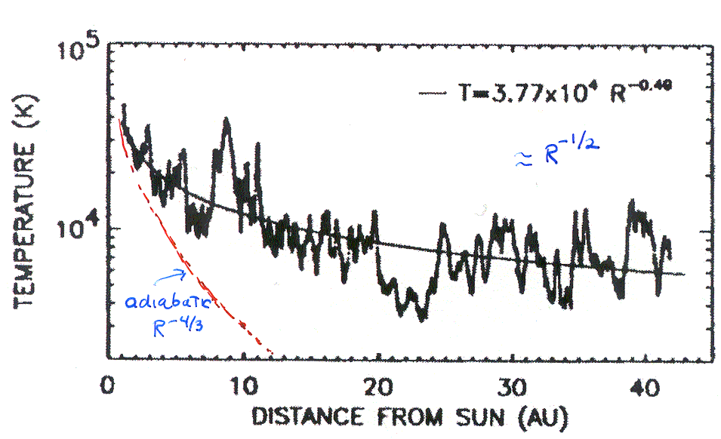 10^5
T=3.77x10^4 R^-0.48
≈ R^-1/2
TEMPERATURE (K)
10^4
adiabatic
R^-4/3
0 10 20 30 40
DISTANCE FROM SUN (AU)